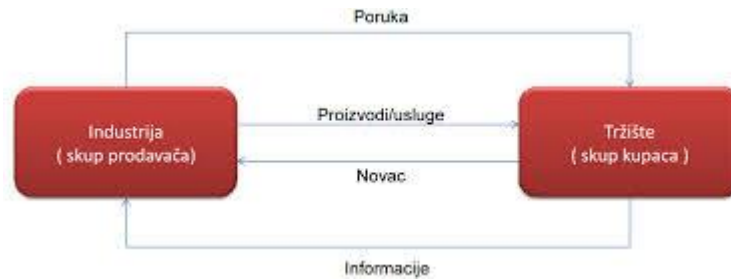 Poruka
Industrija
( skup prodavača)
Proizvodi/usluge
Novac
Tržište
( skup kupaca )
Informacije